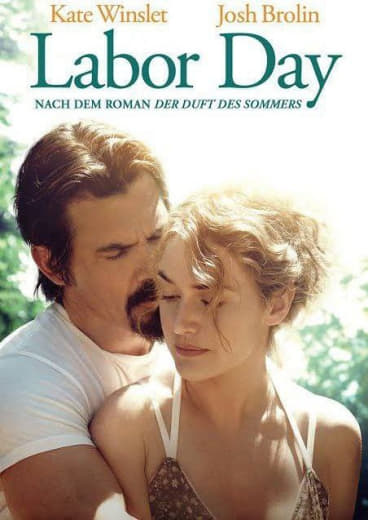 Kate Winslet Josh Brolin
Labor Day
NACH DEM ROMAN DER DUFT DES SOMMERS